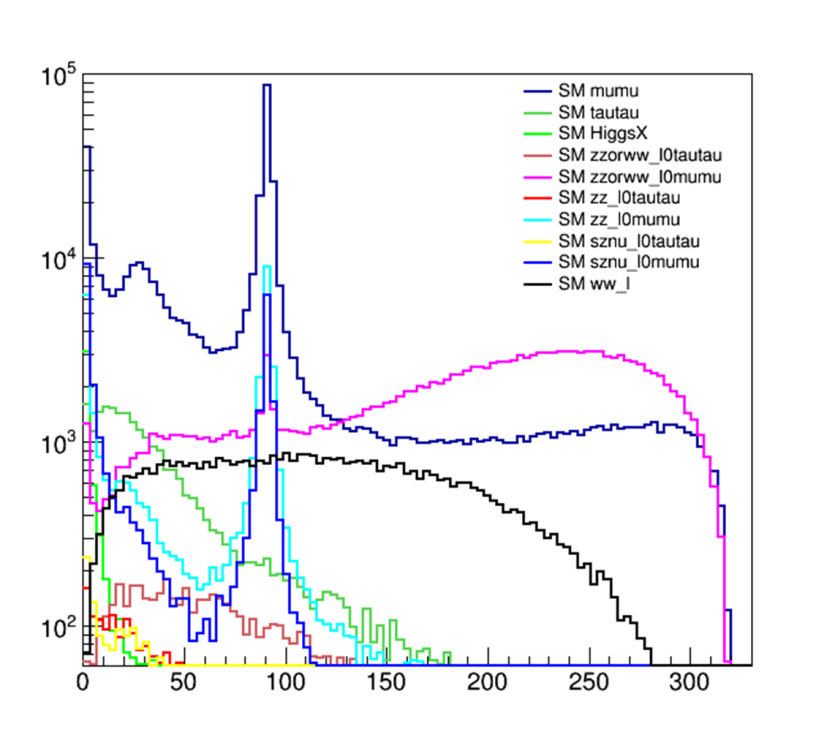 10^5
SM mumu
SM tautau
SM HiggsX
SM zzorww_l0tautau
SM zzorww_l0mumu
SM zz_l0tautau
SM zz_l0mumu
SM sznu_l0tautau
SM sznu_l0mumu
SM ww_l
10^4
10^3
10^2
0 50 100 150 200 250 300